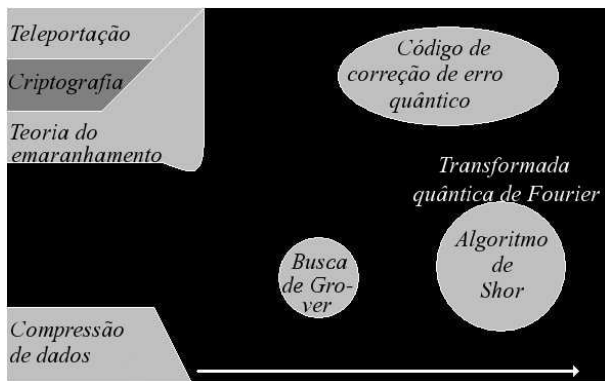 Teleportação
Criptografia
Teoria do
emaranhamento
Código de
correção de erro
quântico
Transformada
quântica de Fourier
Algoritmo
de
Shor
Busca
de Gro-
ver
Compressão
de dados